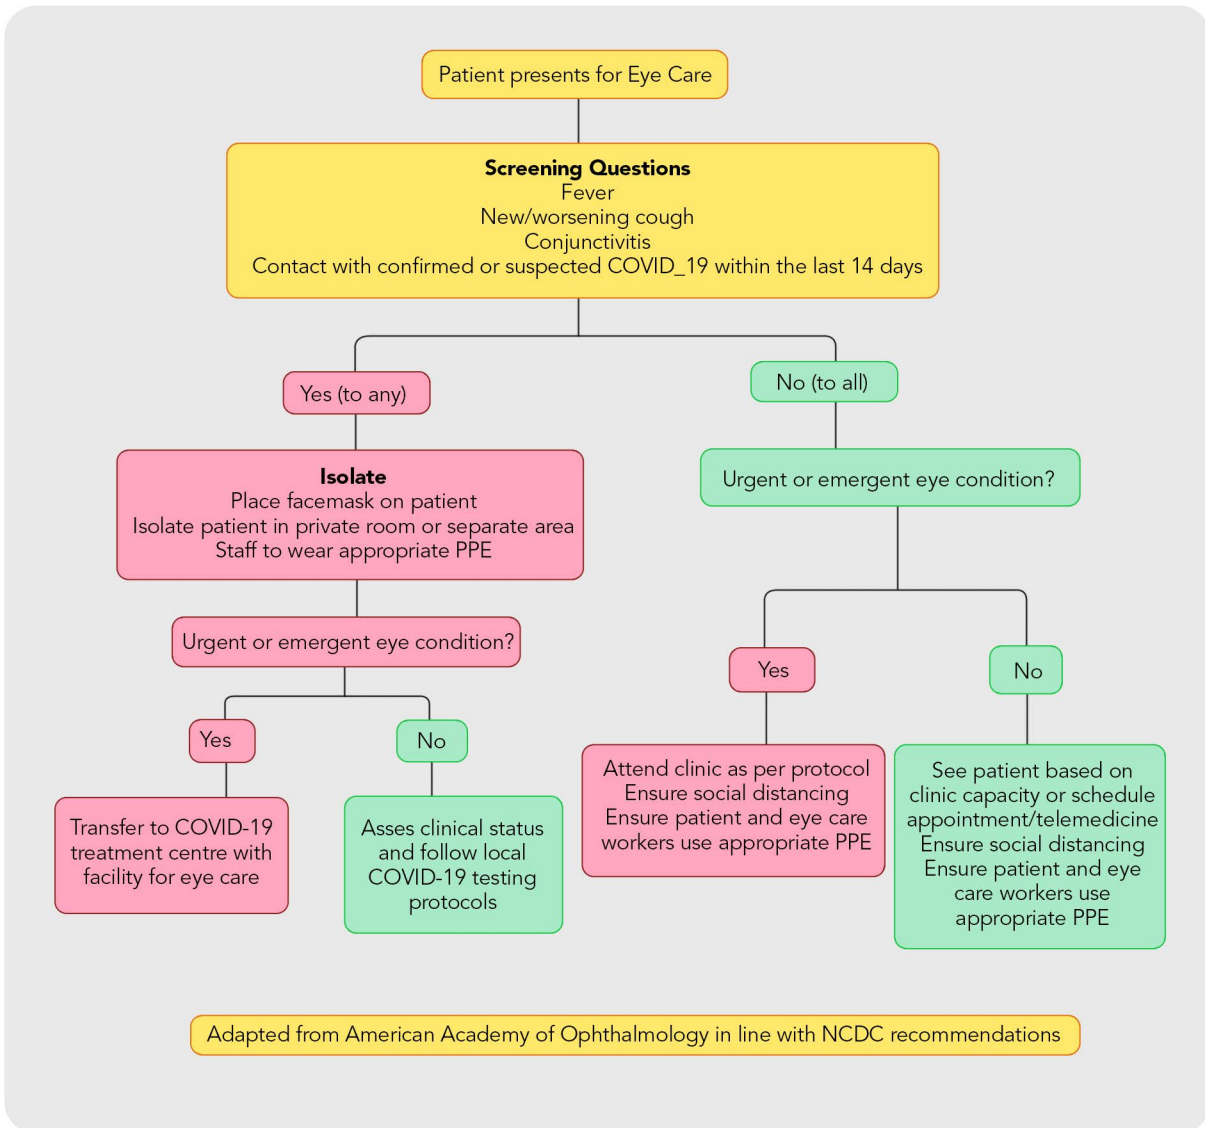 Patient presents for Eye Care
Screening Questions
Fever
New/worsening cough
Conjunctivitis
Contact with confirmed or suspected COVID_19 within the last 14 days
Yes (to any)
No (to all)
Isolate
Place facemask on patient
Isolate patient in private room or separate area
Staff to wear appropriate PPE
Urgent or emergent eye condition?
Urgent or emergent eye condition?
Yes
No
Yes
No
Transfer to COVID-19
treatment centre with
facility for eye care
Asses clinical status
and follow local
COVID-19 testing
protocols
Attend clinic as per protocol
Ensure social distancing
Ensure patient and eye care
workers use appropriate PPE
See patient based on
clinic capacity or schedule
appointment/telemedicine
Ensure social distancing
Ensure patient and eye
care workers use
appropriate PPE
Adapted from American Academy of Ophthalmology in line with NCDC recommendations